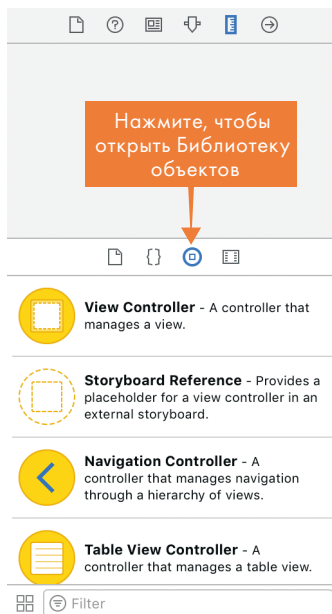 Нажмите, чтобы
открыть Библиотеку
объектов
View Controller - A controller that
manages a view.
Storyboard Reference - Provides a
placeholder for a view controller in an
external storyboard.
Navigation Controller - A
controller that manages navigation
through a hierarchy of views.
Table View Controller - A
controller that manages a table view.
Filter